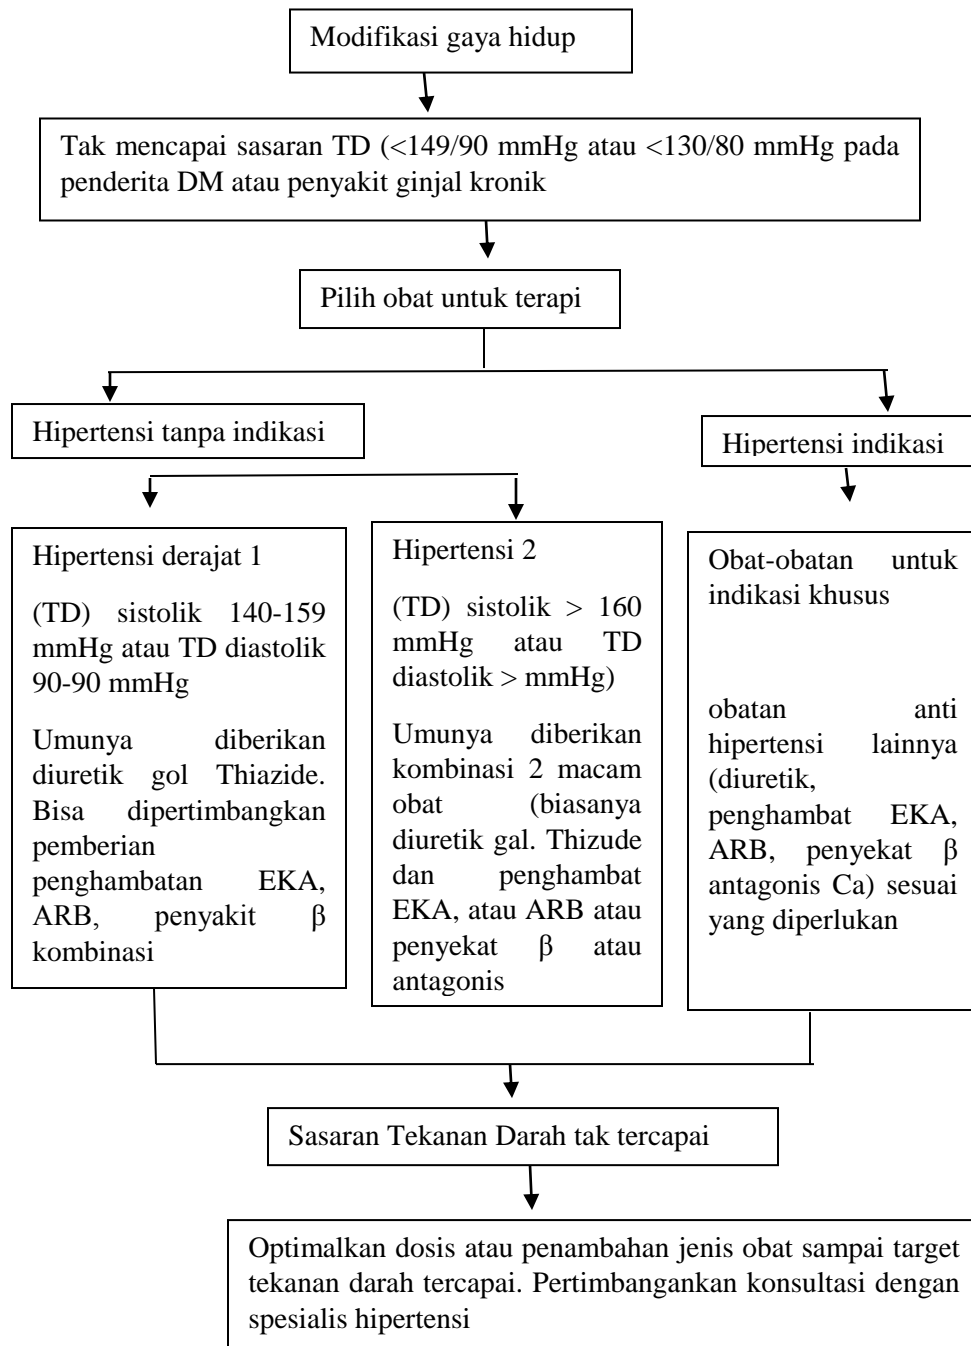 Modifikasi gaya hidup
Tak mencapai sasaran TD (<149/90 mmHg atau <130/80 mmHg pada
penderita DM atau penyakit ginjal kronik
Pilih obat untuk terapi
Hipertensi tanpa indikasi
Hipertensi indikasi
Hipertensi derajat 1
(TD) sistolik 140-159
mmHg atau TD diastolik
90-90 mmHg
Umunya diberikan
diuretik gol Thiazide.
Bisa dipertimbangkan
pemberian
penghambatan EKA,
ARB, penyakit β
kombinasi
Hipertensi 2
(TD) sistolik > 160
mmHg atau TD
diastolik > mmHg)
Umunya diberikan
kombinasi 2 macam
obat (biasanya
diuretik gal. Thizude
dan penghambat
EKA, atau ARB atau
penyekat β atau
antagonis
Obat-obatan untuk
indikasi khusus
obatan anti
hipertensi lainnya
(diuretik,
penghambat EKA,
ARB, penyekat β
antagonis Ca) sesuai
yang diperlukan
Sasaran Tekanan Darah tak tercapai
Optimalkan dosis atau penambahan jenis obat sampai target
tekanan darah tercapai. Pertimbangankan konsultasi dengan
spesialis hipertensi